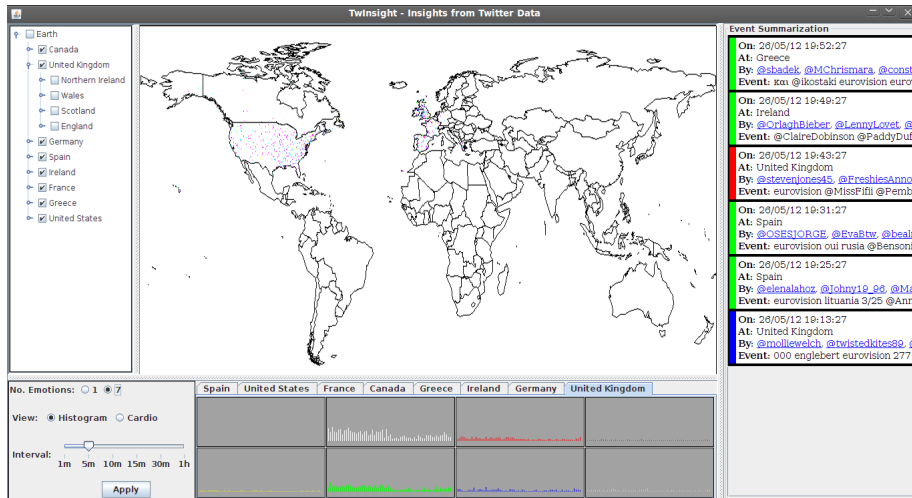 TwInsight - Insights from Twitter Data
Earth
Canada
United Kingdom
Northern Ireland
Wales
Scotland
England
Germany
Spain
Ireland
France
Greece
United States
No. Emotions: 1 7
View: Histogram Cardio
Interval:
1m 5m 10m 15m 30m 1h
Apply
Spain United States France Canada Greece Ireland Germany United Kingdom
Event Summarization
On: 26/05/12 19:52:27
At: Greece
By: @sbadek, @MChrismara, @const
Event: και @ikostaki eurovision euro
On: 26/05/12 19:49:27
At: Ireland
By: @OrlaghBieber, @LennyLovet, @
Event: @ClaireDobinson @PaddyDuf
On: 26/05/12 19:43:27
At: United Kingdom
By: @stevenjones45, @FreshiesAnno
Event: eurovision @MissFifii @Pemb
On: 26/05/12 19:31:27
At: Spain
By: @OSESJORGE, @EvaBtw, @beal
Event: eurovision oui rusia @Bensoni
On: 26/05/12 19:25:27
At: Spain
By: @elenalahoz, @Johny19_96, @Ma
Event: eurovision lituania 3/25 @Ann
On: 26/05/12 19:13:27
At: United Kingdom
By: @molliewelch, @twistedkites89, @
Event: 000 englebert eurovision 277